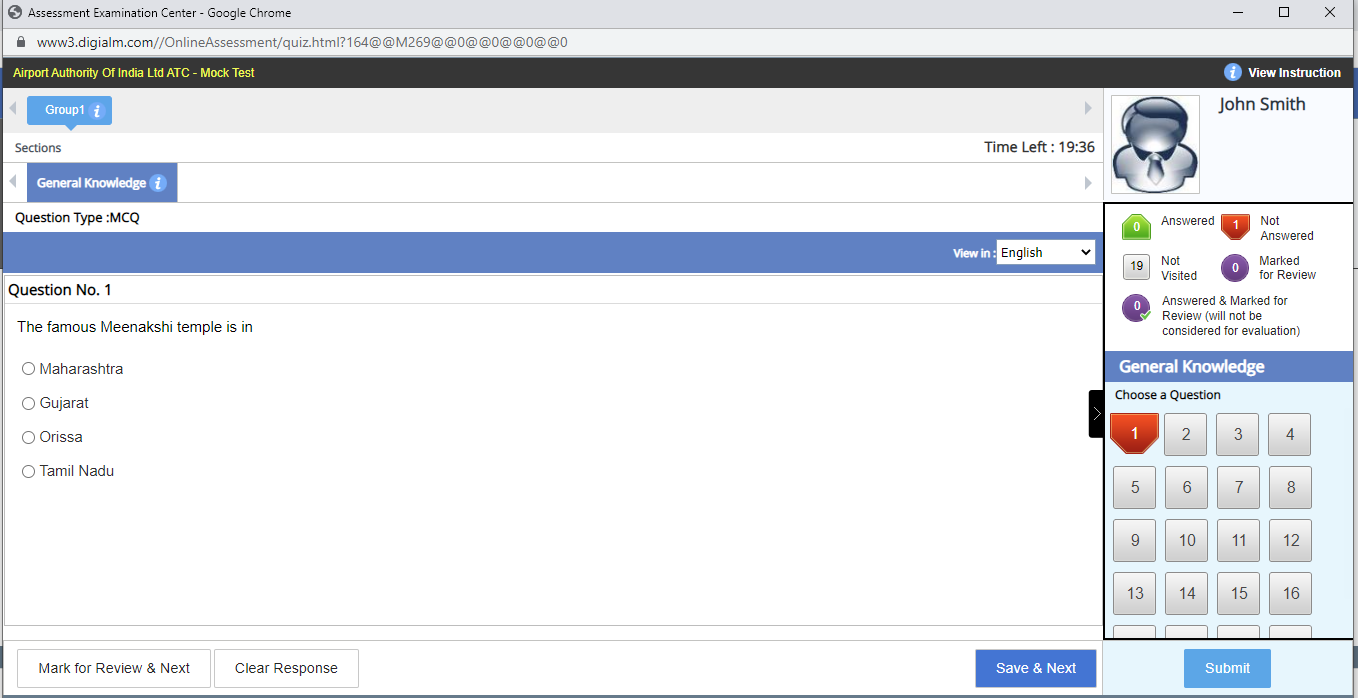 Assessment Examination Center - Google Chrome
www3.digialm.com//OnlineAssessment/quiz.html?164@@M269@@0@@0@@0@@0
Airport Authority Of India Ltd ATC - Mock Test
i View Instruction
Group1 i
John Smith
Sections
Time Left : 19:36
General Knowledge i
Question Type :MCQ
View in : English
Question No. 1
The famous Meenakshi temple is in
Maharashtra
Gujarat
Orissa
Tamil Nadu
0 Answered
1 Not
Answered
19 Not
Visited
0 Marked
for Review
0 Answered & Marked for
Review (will not be
considered for evaluation)
General Knowledge
Choose a Question
1 2 3 4
5 6 7 8
9 10 11 12
13 14 15 16
Mark for Review & Next
Clear Response
Save & Next
Submit